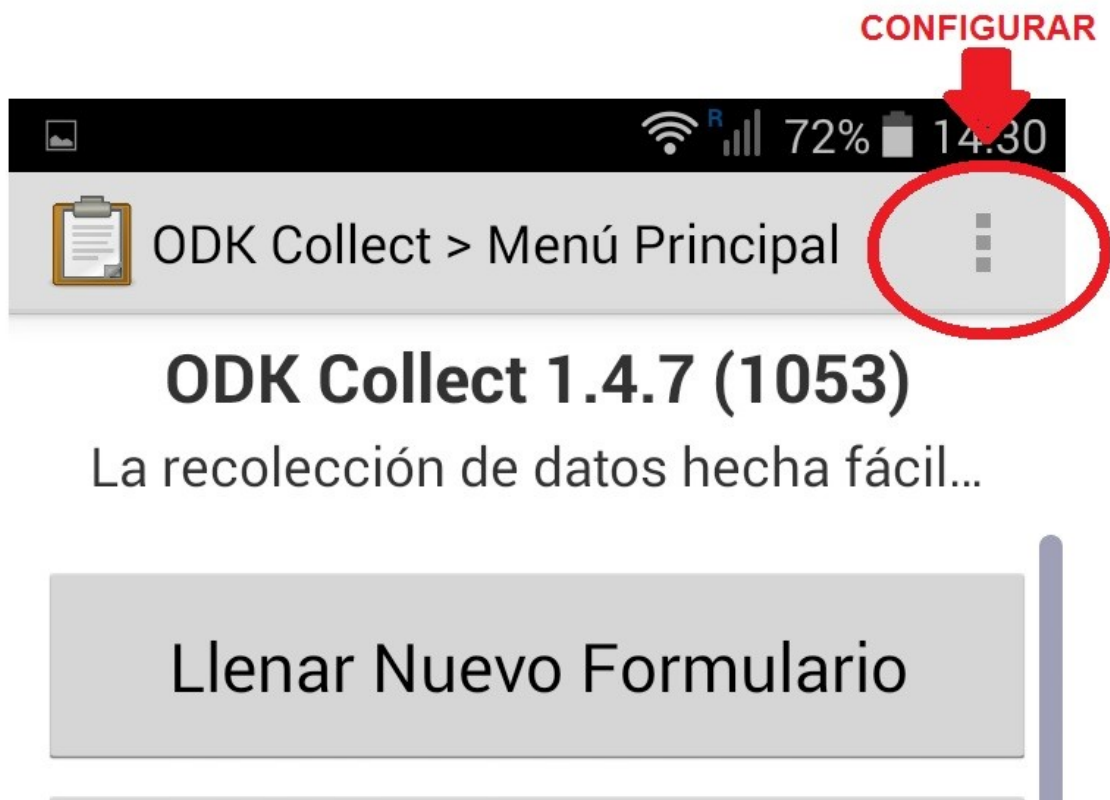 CONFIGURAR
R 72% 14:30
ODK Collect > Menú Principal
ODK Collect 1.4.7 (1053)
La recolección de datos hecha fácil...
Llenar Nuevo Formulario